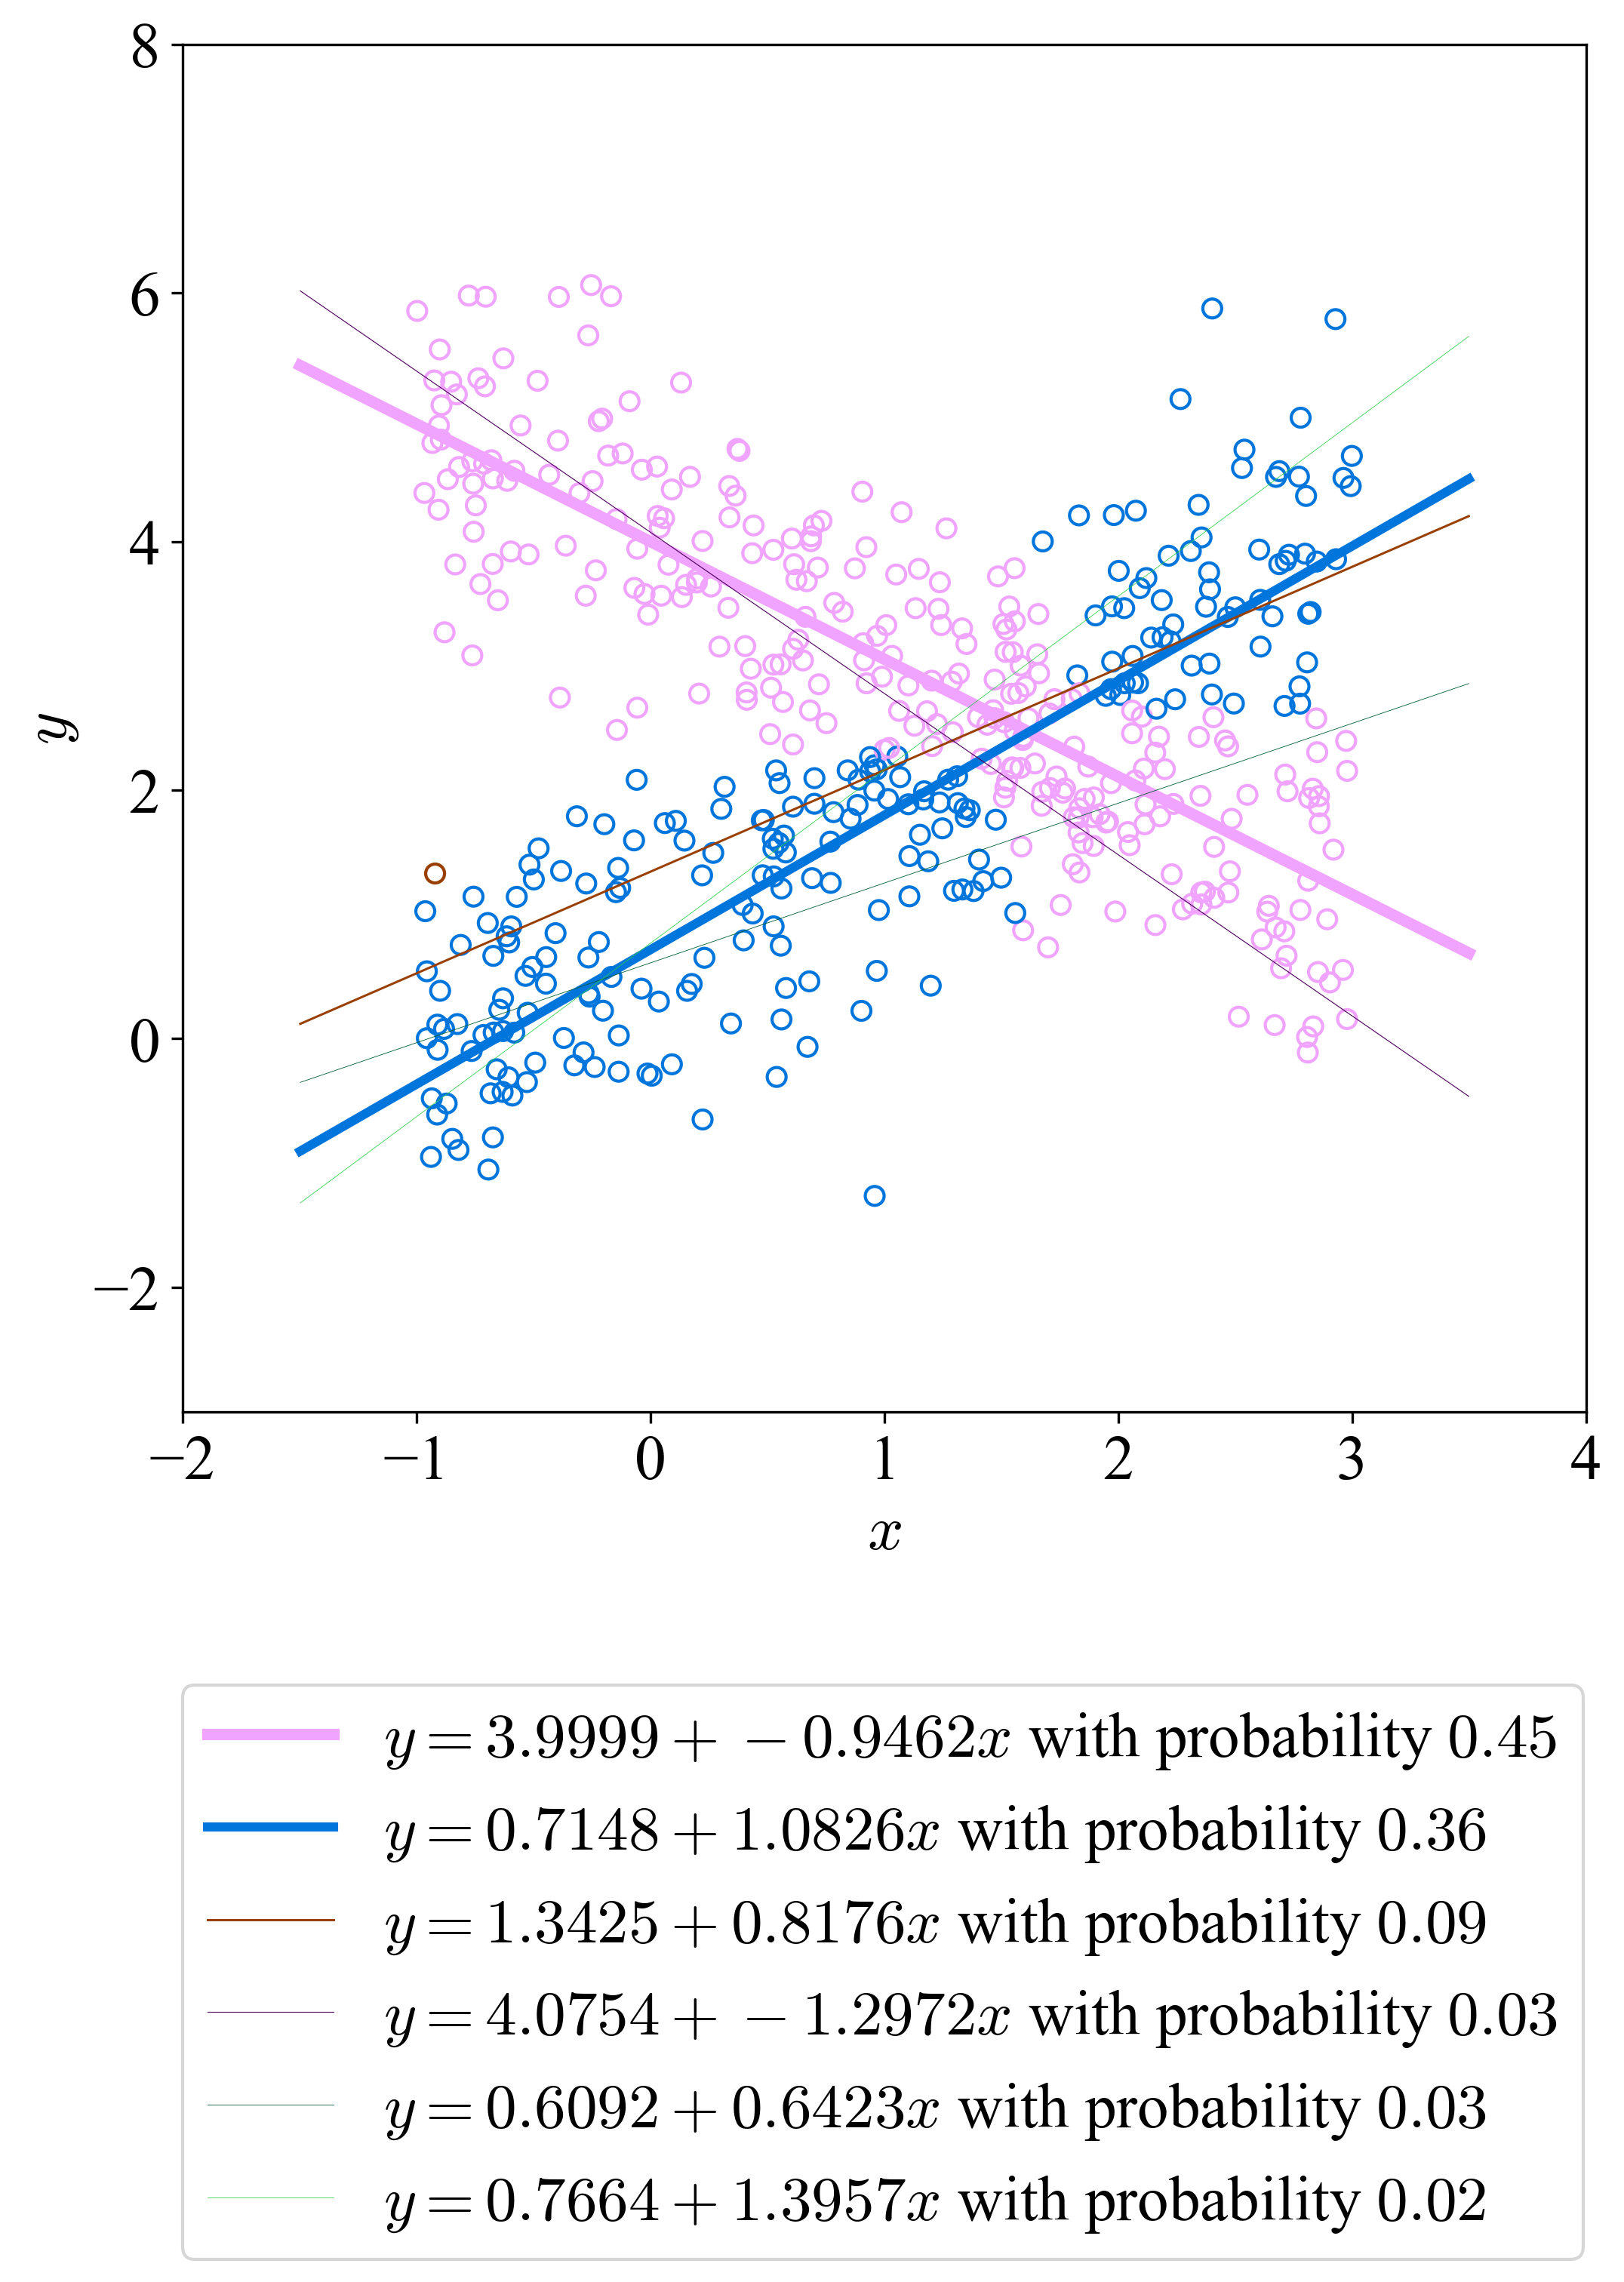 8
6
4
2
0
−2
y
−2 −1 0 1 2 3 4
x
y = 3.9999 + −0.9462x with probability 0.45
y = 0.7148 + 1.0826x with probability 0.36
y = 1.3425 + 0.8176x with probability 0.09
y = 4.0754 + −1.2972x with probability 0.03
y = 0.6092 + 0.6423x with probability 0.03
y = 0.7664 + 1.3957x with probability 0.02